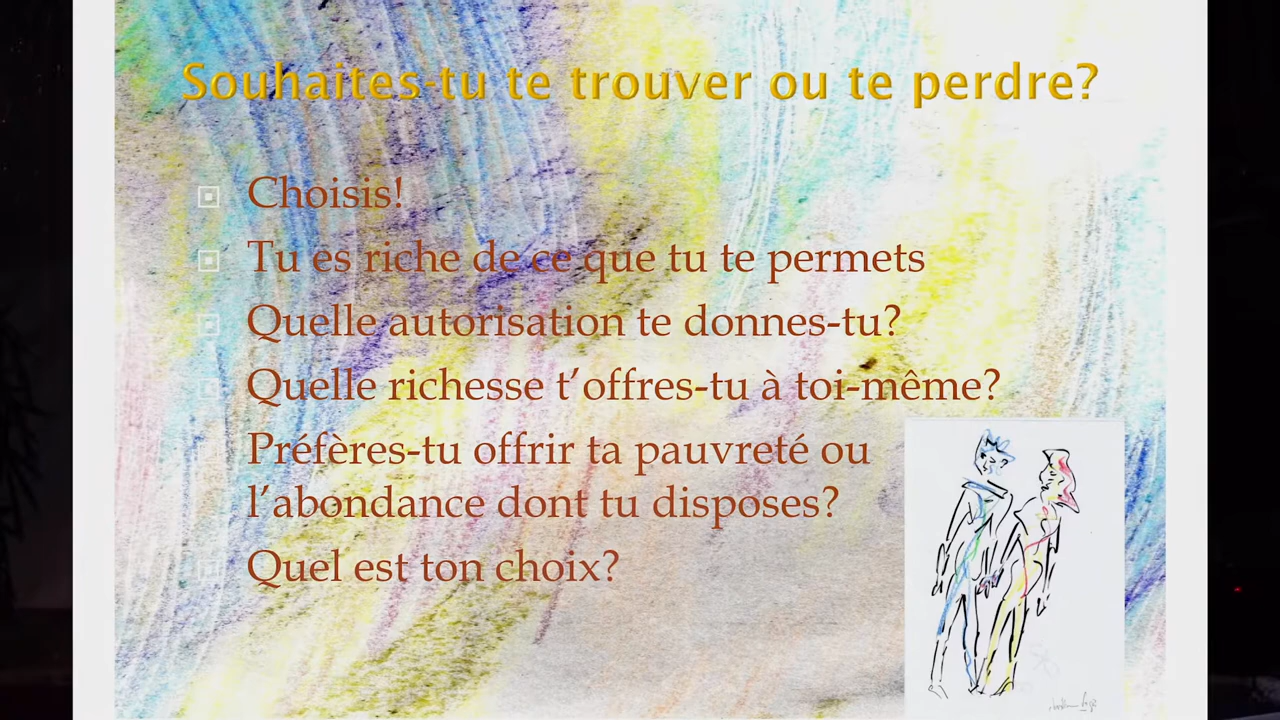 Souhaites-tu te trouver ou te perdre?
Choisis!
Tu es riche de ce que tu te permets
Quelle autorisation te donnes-tu?
Quelle richesse t’offres-tu à toi-même?
Préfères-tu offrir ta pauvreté ou
l’abondance dont tu disposes?
Quel est ton choix?